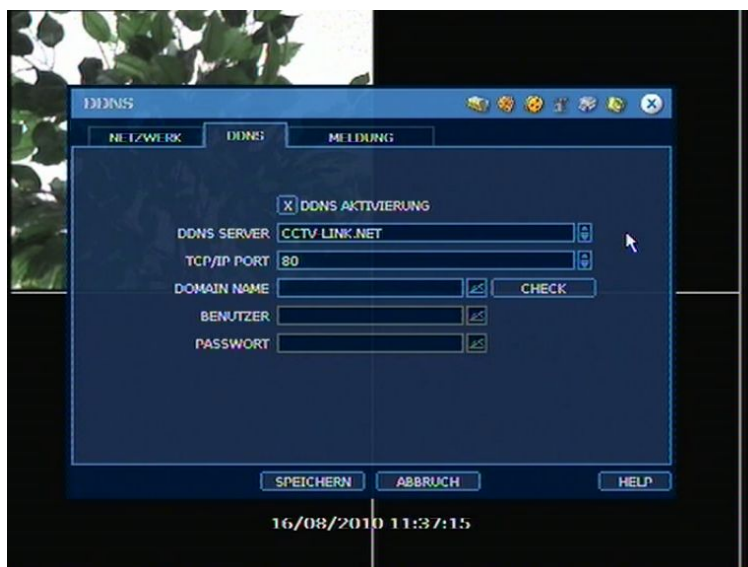 DDNS
NETZWERK DDNS MELDUNG
X DDNS AKTIVIERUNG
DDNS SERVER CCTV-LINK.NET
TCP/IP PORT 80
DOMAIN NAME CHECK
BENUTZER
PASSWORT
SPEICHERN ABBRUCH HELP
16/08/2010 11:37:15